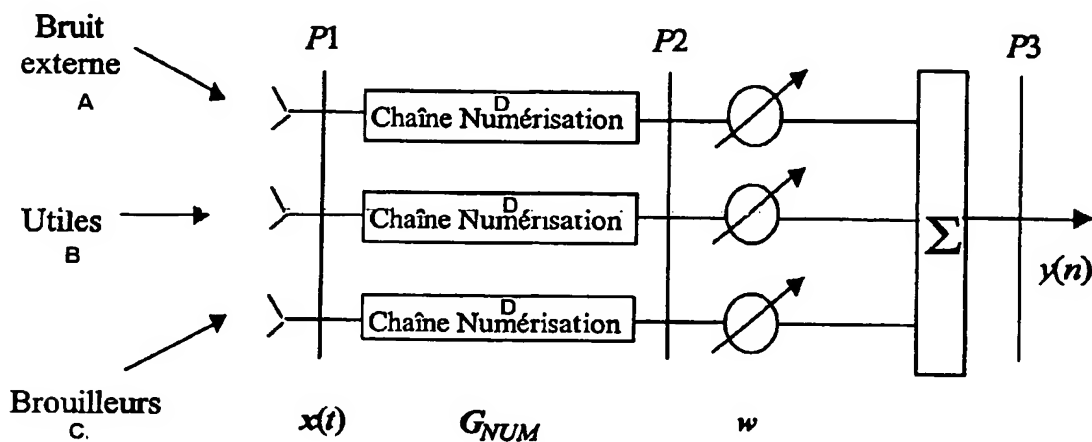 Bruit
externe
A
P1
P2
P3
D
Chaîne Numérisation
Utiles
B
D
Chaîne Numérisation
Σ
y(n)
D
Chaîne Numérisation
Brouilleurs
C.
x(t)
G_NUM
w